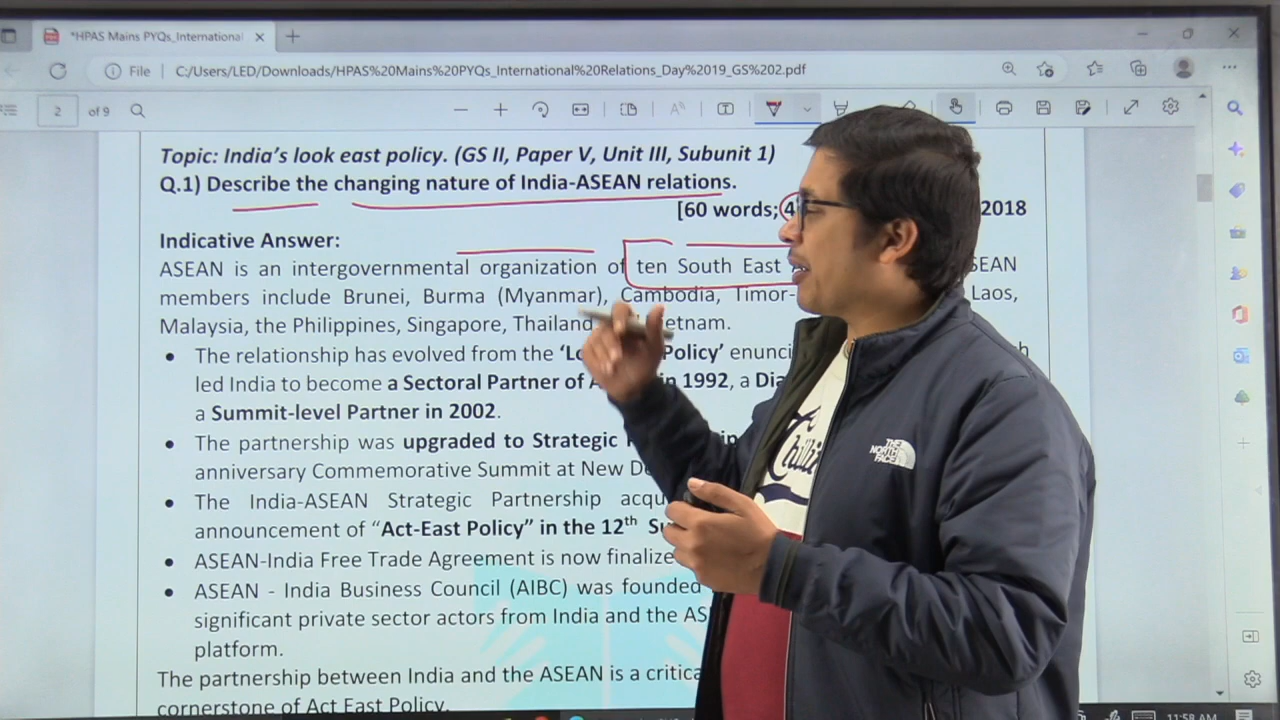 *HPAS Mains PYQs_International
File C:/Users/LED/Downloads/HPAS%20Mains%20PYQs_International%20Relations_Day%2019_GS%202.pdf
2 of 9
Topic: India's look east policy. (GS II, Paper V, Unit III, Subunit 1)
Q.1) Describe the changing nature of India-ASEAN relations.
[60 words; 4 2018
Indicative Answer:
ASEAN is an intergovernmental organization of ten South East SEAN
members include Brunei, Burma (Myanmar), Cambodia, Timor- Laos,
Malaysia, the Philippines, Singapore, Thailand etnam.
• The relationship has evolved from the 'Lo Policy' enunci h
led India to become a Sectoral Partner of A in 1992, a Dia
a Summit-level Partner in 2002.
• The partnership was upgraded to Strategic P ip
anniversary Commemorative Summit at New De
• The India-ASEAN Strategic Partnership acqu
announcement of "Act-East Policy" in the 12th Su
• ASEAN-India Free Trade Agreement is now finalize
• ASEAN - India Business Council (AIBC) was founded
significant private sector actors from India and the AS
platform.
The partnership between India and the ASEAN is a critica
cornerstone of Act East Policy.
THE
NORTH
FACE
11:58 AM